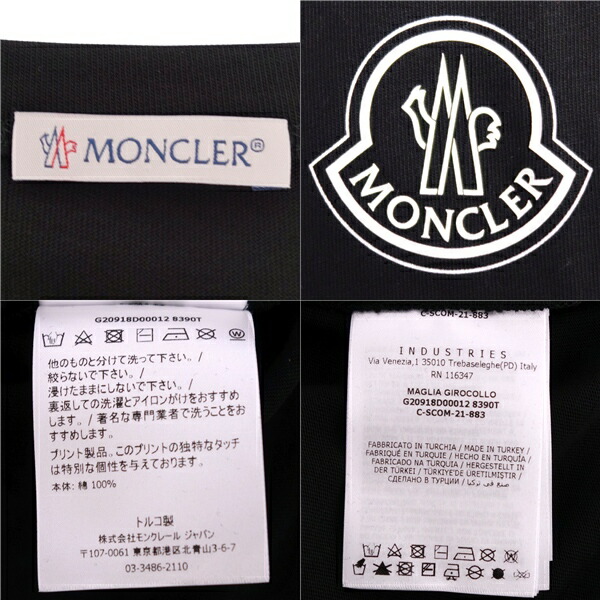 MONCLER®
MONCLER
G20918D00012 8390T
他のものと分けて洗って下さい。/
絞らないで下さい。/
浸けたままにしないで下さい。/
裏返しての洗濯とアイロンがけをおすすめ
します。/ 著名な専門業者で洗うことをお
すすめします。
プリント製品。このプリントの独特なタッチ
は特別な個性を与えております。
本体: 綿 100%
トルコ製
株式会社モンクレール ジャパン
〒107-0061 東京都港区北青山3-6-7
03-3486-2110
C-SCOM-21-883
INDUSTRIES
Via Venezia,1 35010 Trebaseleghe(PD) Italy
RN 116347
MAGLIA GIROCOLLO
G20918D00012 8390T
C-SCOM-21-883
FABBRICATO IN TURCHIA / MADE IN TURKEY /
FABRIQUÉ EN TURQUIE / HECHO EN TURQUÍA /
FABRICADO NA TURQUIA / HERGESTELLT IN
DER TÜRKEI / TÜRKİYE'DE ÜRETİLMİŞTİR /
СДЕЛАНО В ТУРЦИИ / صنع في تركيا